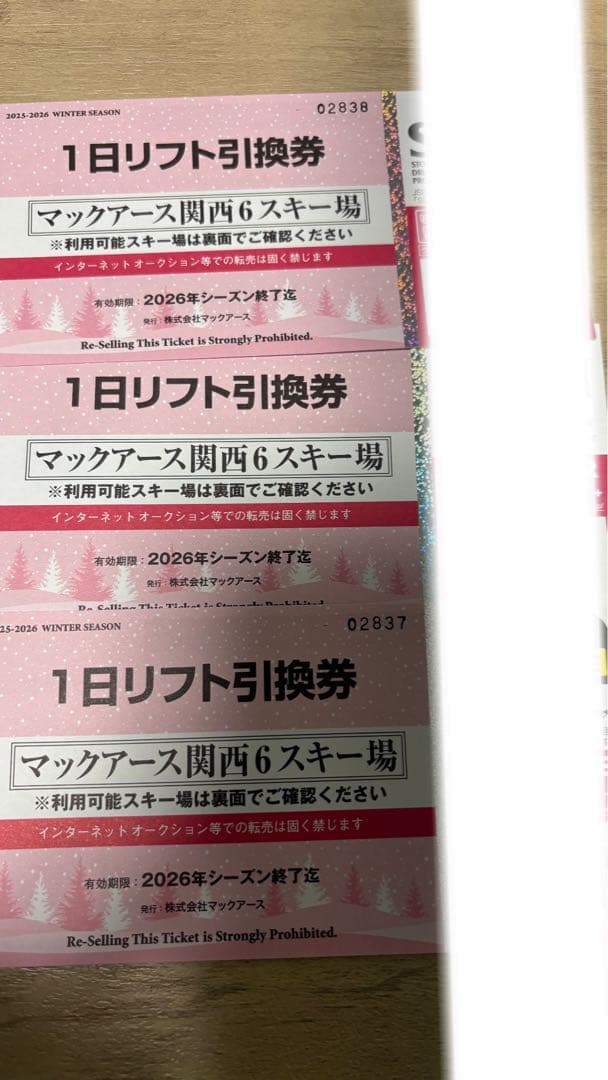 2025-2026 WINTER SEASON
02838
1日リフト引換券
マックアース関西6スキー場
※利用可能スキー場は裏面でご確認ください
インターネットオークション等での転売は固く禁じます
有効期限：2026年シーズン終了迄
発行：株式会社マックアース
Re-Selling This Ticket is Strongly Prohibited.
1日リフト引換券
マックアース関西6スキー場
※利用可能スキー場は裏面でご確認ください
インターネットオークション等での転売は固く禁じます
有効期限：2026年シーズン終了迄
発行：株式会社マックアース
Re-Selling This Ticket is Strongly Prohibited.
25-2026 WINTER SEASON
02837
1日リフト引換券
マックアース関西6スキー場
※利用可能スキー場は裏面でご確認ください
インターネットオークション等での転売は固く禁じます
有効期限：2026年シーズン終了迄
発行：株式会社マックアース
Re-Selling This Ticket is Strongly Prohibited.